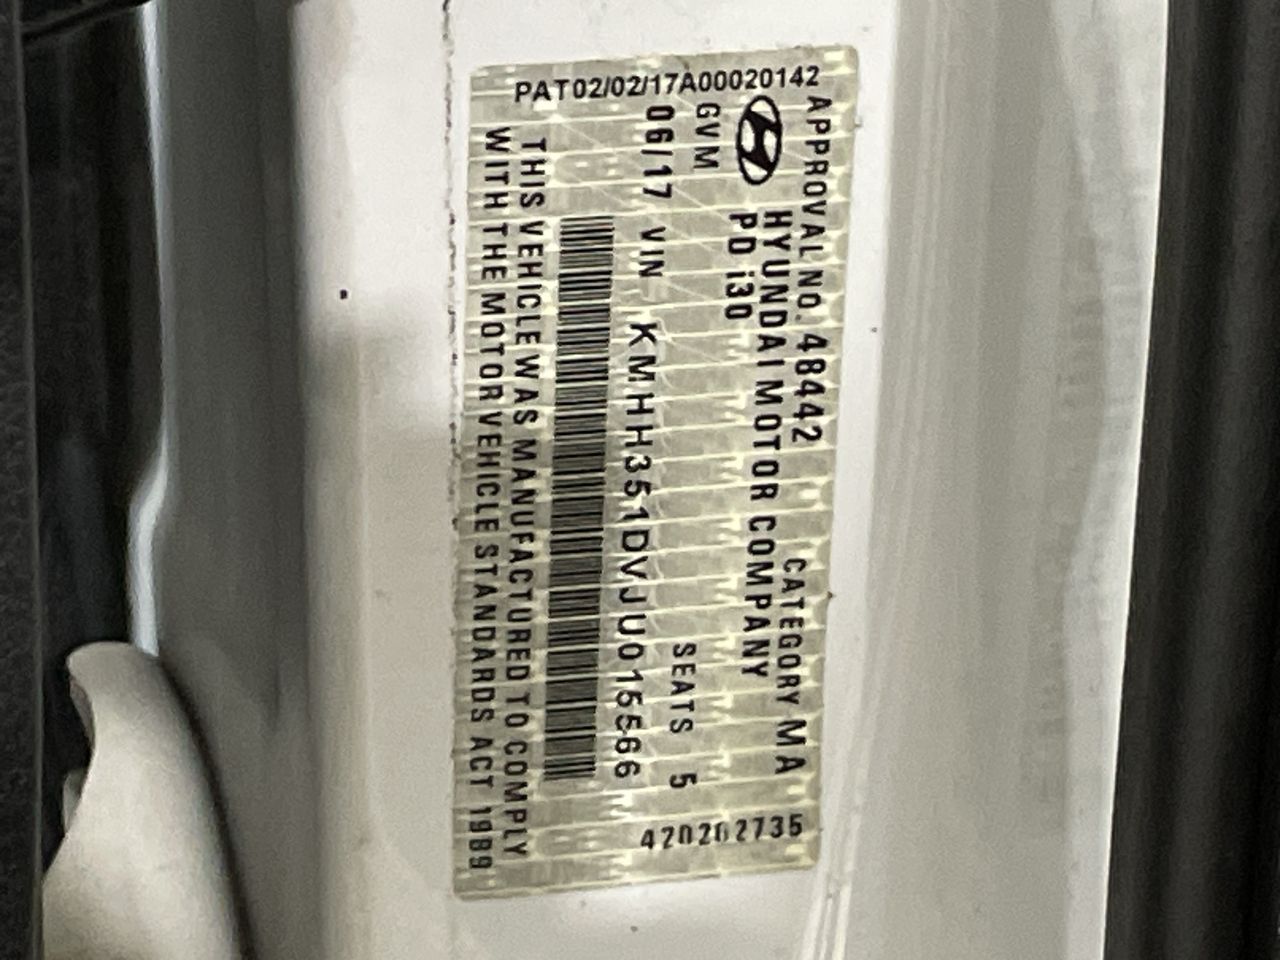 PAT02/02/17A00020142
APPROVAL NO. 48442 CATEGORY MA
HYUNDAI MOTOR COMPANY
PD i30
GVM SEATS 5
06/17 VIN KMHH351DVJU015566
THIS VEHICLE WAS MANUFACTURED TO COMPLY
WITH THE MOTOR VEHICLE STANDARDS ACT 1989
420202735